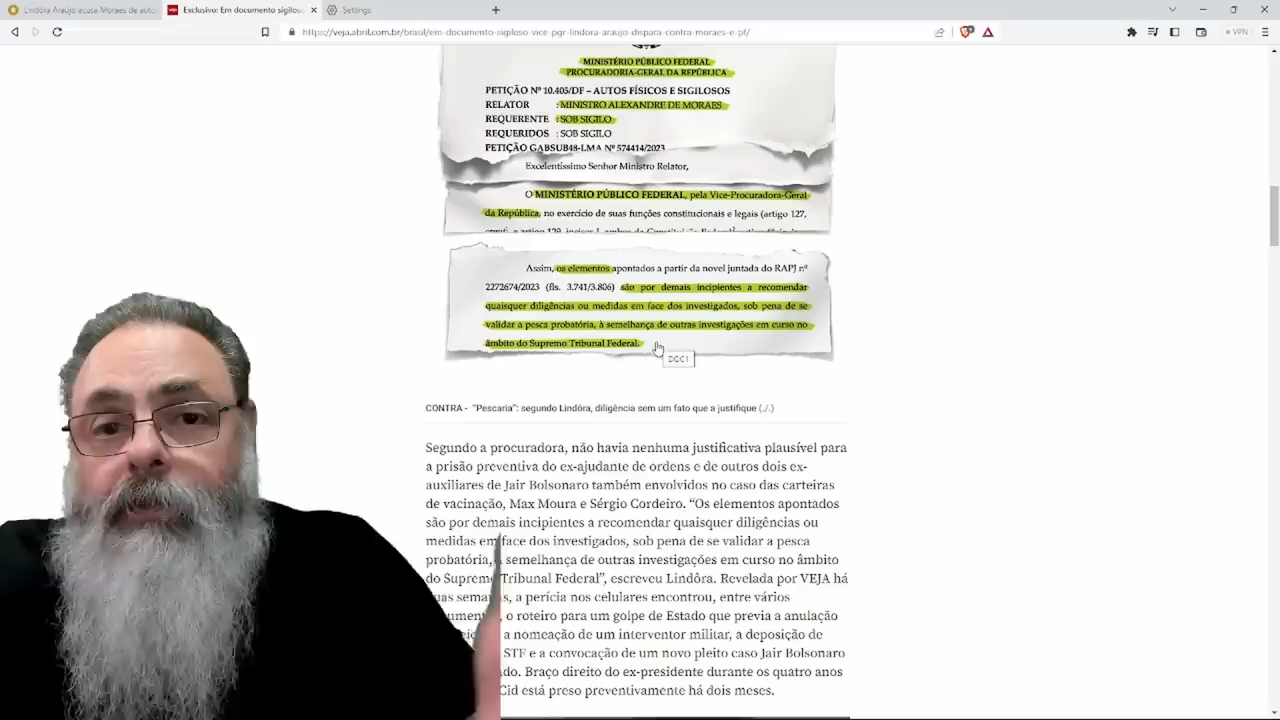 Lindôra Araújo acusa Moraes de auto
Exclusivo: Em documento sigiloso
Settings
https://veja.abril.com.br/brasil/em-documento-sigiloso-vice-pgr-lindora-araujo-dispara-contra-moraes-e-pf/
VPN
MINISTÉRIO PÚBLICO FEDERAL
PROCURADORIA-GERAL DA REPÚBLICA
PETIÇÃO Nº 10.405/DF – AUTOS FÍSICOS E SIGILOSOS
RELATOR : MINISTRO ALEXANDRE DE MORAES
REQUERENTE : SOB SIGILO
REQUERIDOS : SOB SIGILO
PETIÇÃO GABSUB48-LMA Nº 574414/2023
Excelentíssimo Senhor Ministro Relator,
O MINISTÉRIO PÚBLICO FEDERAL, pela Vice-Procuradora-Geral
da República, no exercício de suas funções constitucionais e legais (artigo 127,
Assim, os elementos apontados a partir da novel juntada do RAPJ nº
2272674/2023 (fls. 3.741/3.806) são por demais incipientes a recomendar
quaisquer diligências ou medidas em face dos investigados, sob pena de se
validar a pesca probatória, à semelhança de outras investigações em curso no
âmbito do Supremo Tribunal Federal.
DOC1
CONTRA - "Pescaria": segundo Lindôra, diligência sem um fato que a justifique (./.)
Segundo a procuradora, não havia nenhuma justificativa plausível para
a prisão preventiva do ex-ajudante de ordens e de outros dois ex-
auxiliares de Jair Bolsonaro também envolvidos no caso das carteiras
de vacinação, Max Moura e Sérgio Cordeiro. “Os elementos apontados
são por demais incipientes a recomendar quaisquer diligências ou
medidas em face dos investigados, sob pena de se validar a pesca
probatória, semelhança de outras investigações em curso no âmbito
do Supremo Tribunal Federal”, escreveu Lindôra. Revelada por VEJA há
duas semanas, a perícia nos celulares encontrou, entre vários
o roteiro para um golpe de Estado que previa a anulação
a nomeação de um interventor militar, a deposição de
STF e a convocação de um novo pleito caso Jair Bolsonaro
Braço direito do ex-presidente durante os quatro anos
Cid está preso preventivamente há dois meses.